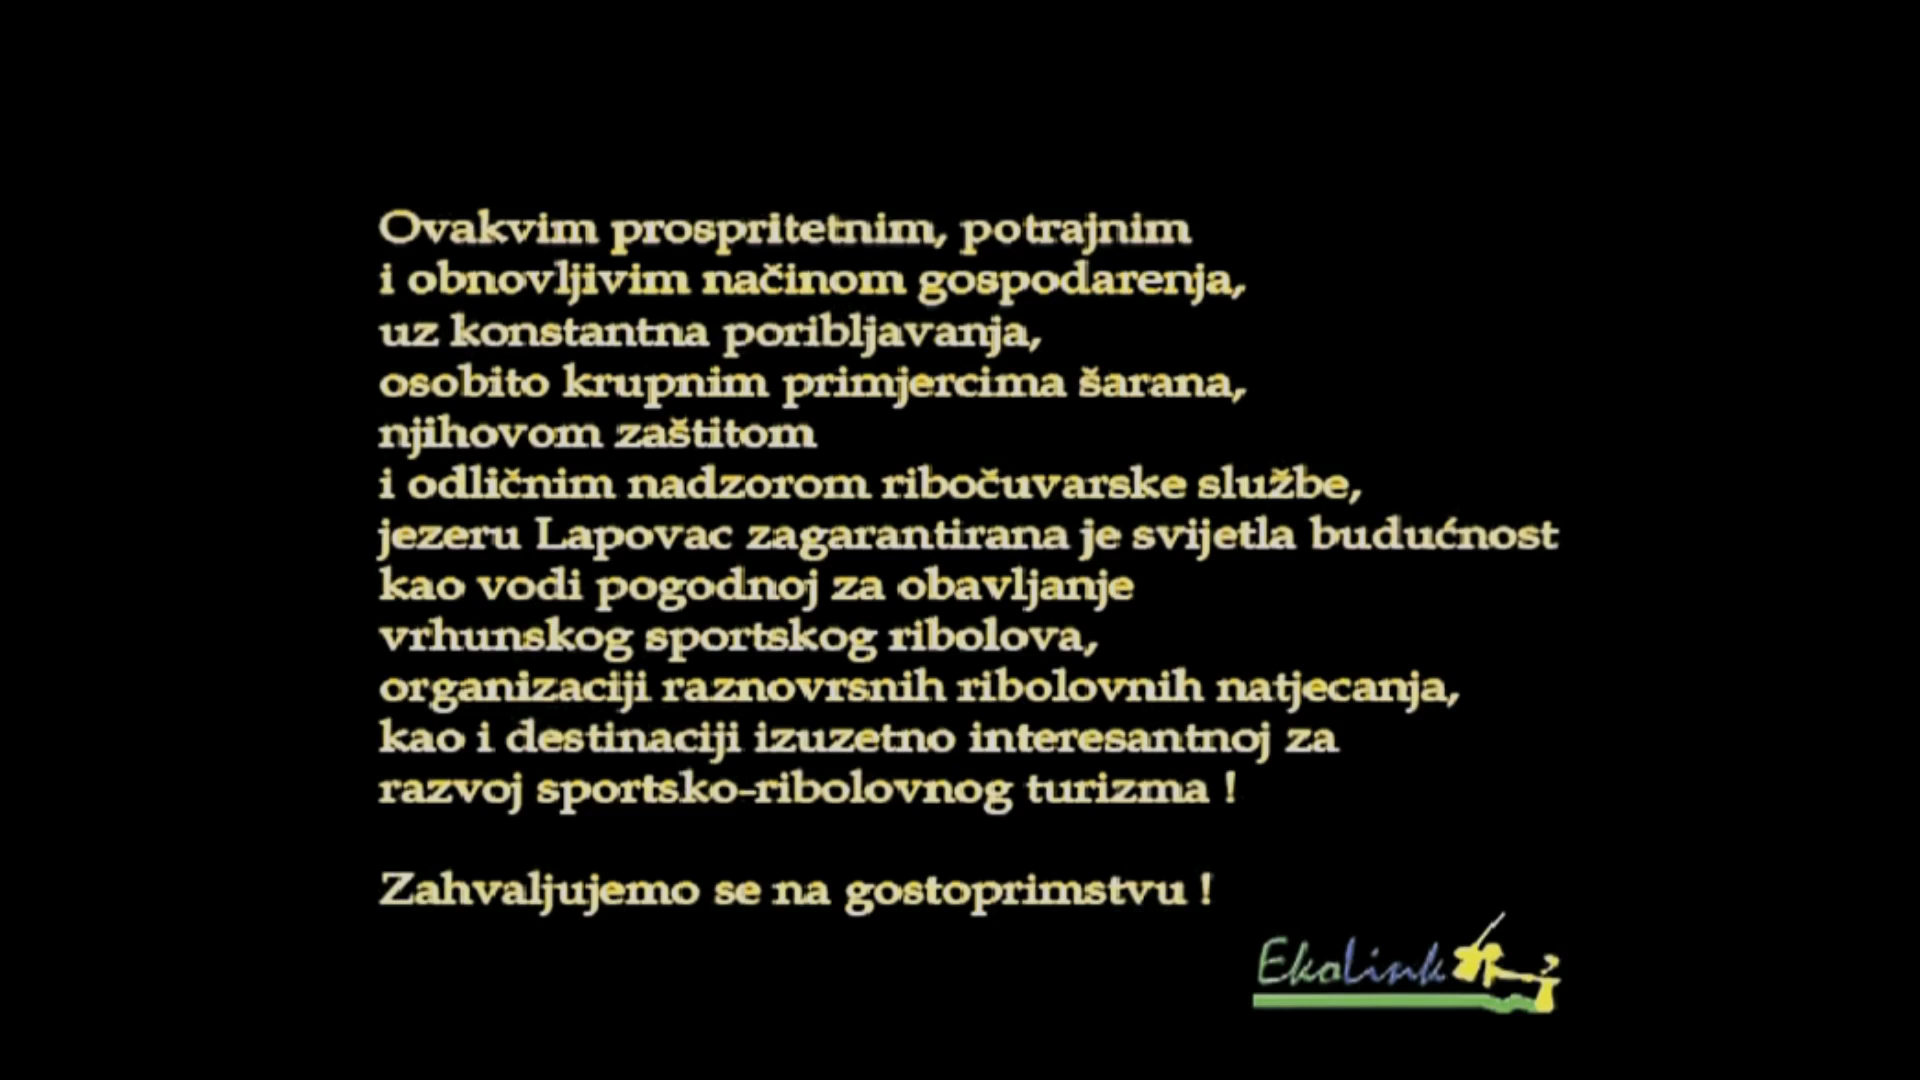 Ovakvim prospritetnim, potrajnim
i obnovljivim načinom gospodarenja,
uz konstantna poribljavanja,
osobito krupnim primjercima šarana,
njihovom zaštitom
i odličnim nadzorom ribočuvarske službe,
jezeru Lapovac zagarantirana je svijetla budućnost
kao vodi pogodnoj za obavljanje
vrhunskog sportskog ribolova,
organizaciji raznovrsnih ribolovnih natjecanja,
kao i destinaciji izuzetno interesantnoj za
razvoj sportsko-ribolovnog turizma !
Zahvaljujemo se na gostoprimstvu !
EkoLink